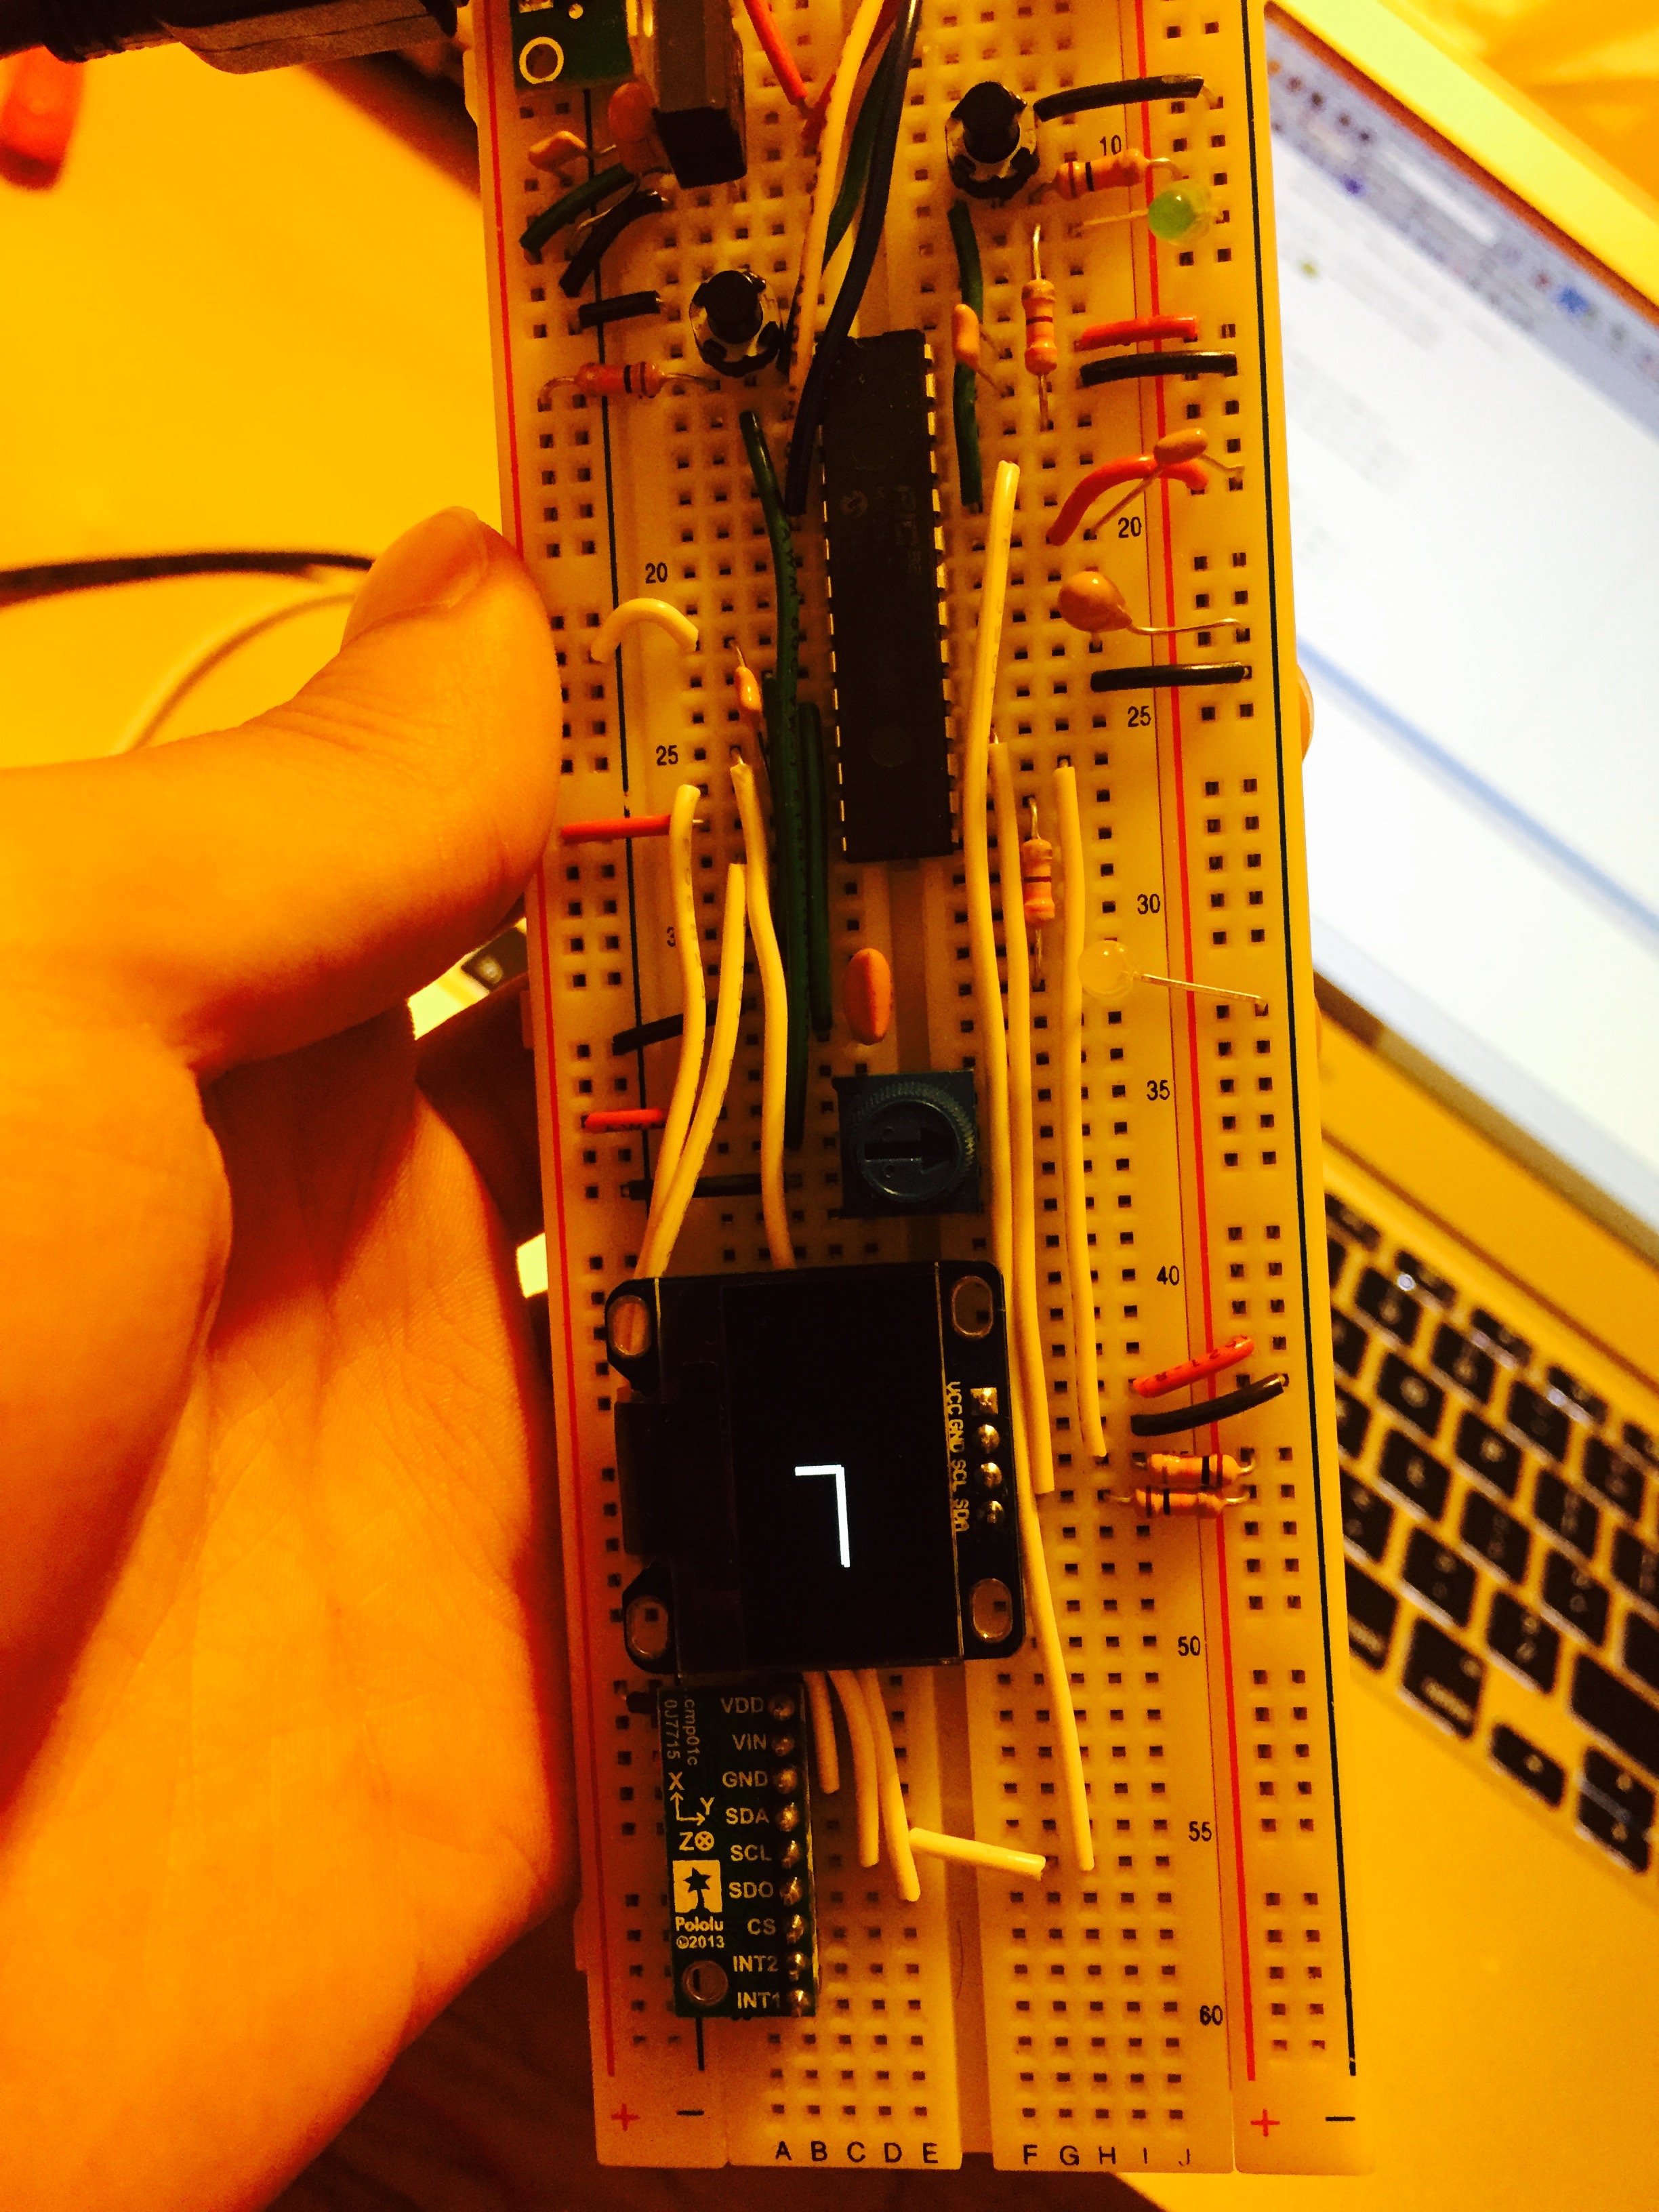 10
20
20
25
25
30
35
40
VCC GND SCL SDA
50
cmp01c
0J7715
VDD
VIN
GND
SDA
SCL
SDO
CS
INT2
INT1
X
Y
Z
Pololu
©2013
55
60
+ −
+ −
A B C D E
F G H I J